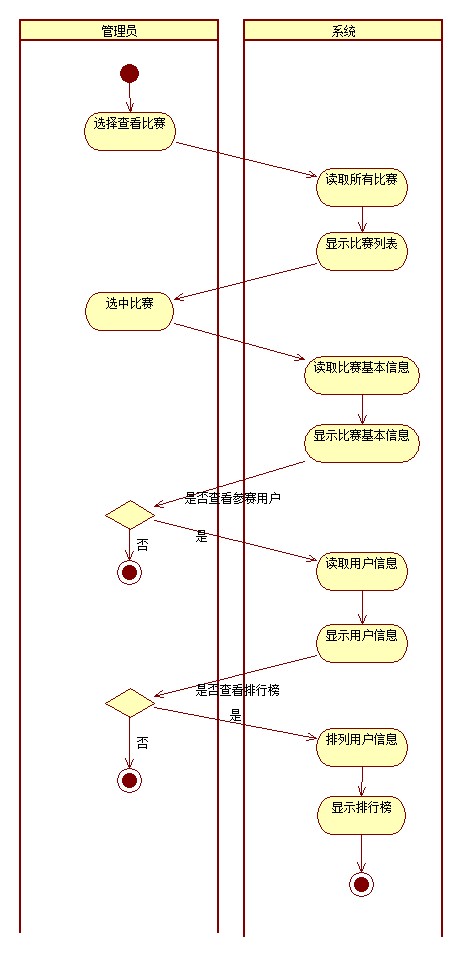 管理员
系统
选择查看比赛
读取所有比赛
显示比赛列表
选中比赛
读取比赛基本信息
显示比赛基本信息
是否查看参赛用户
是
否
读取用户信息
显示用户信息
是否查看排行榜
是
否
排列用户信息
显示排行榜